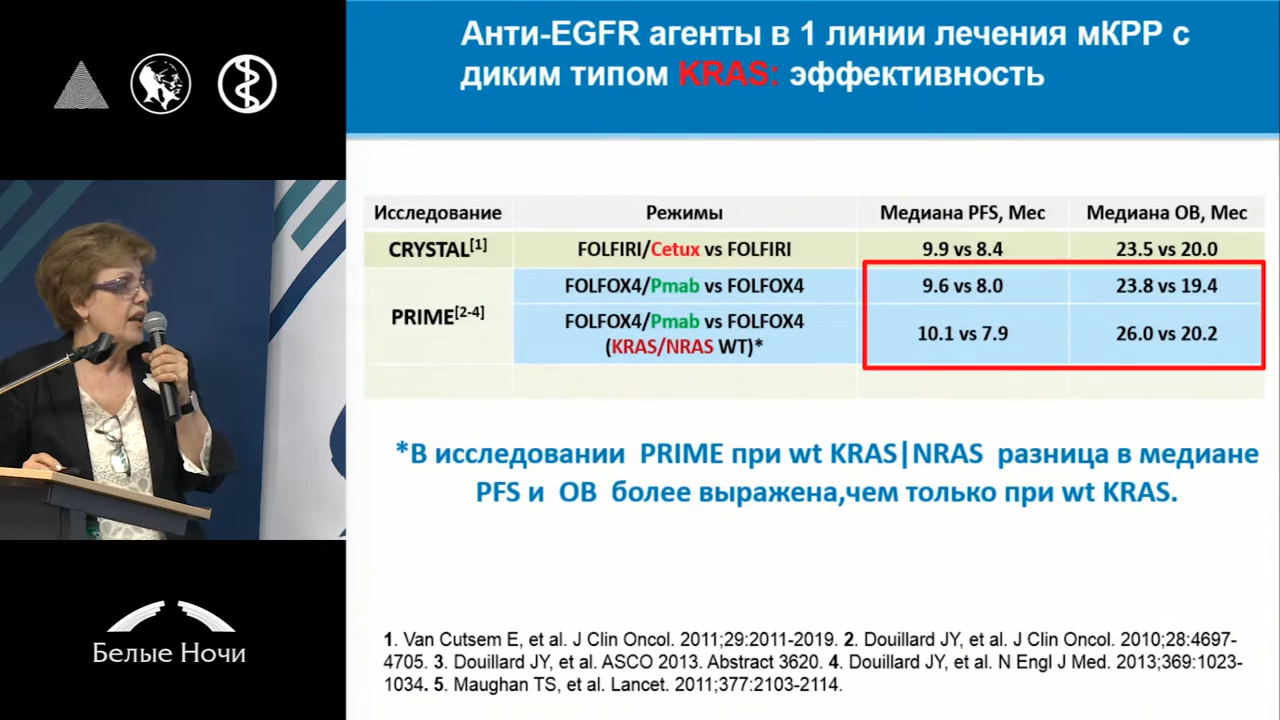 Анти-EGFR агенты в 1 линии лечения мКРР с
диким типом KRAS: эффективность
Исследование Режимы Медиана PFS, Мес Медиана ОВ, Мес
CRYSTAL[1] FOLFIRI/Cetux vs FOLFIRI 9.9 vs 8.4 23.5 vs 20.0
PRIME[2-4] FOLFOX4/Pmab vs FOLFOX4 9.6 vs 8.0 23.8 vs 19.4
FOLFOX4/Pmab vs FOLFOX4
(KRAS/NRAS WT)* 10.1 vs 7.9 26.0 vs 20.2
*В исследовании PRIME при wt KRAS|NRAS разница в медиане
PFS и ОВ более выражена,чем только при wt KRAS.
1. Van Cutsem E, et al. J Clin Oncol. 2011;29:2011-2019. 2. Douillard JY, et al. J Clin Oncol. 2010;28:4697-
4705. 3. Douillard JY, et al. ASCO 2013. Abstract 3620. 4. Douillard JY, et al. N Engl J Med. 2013;369:1023-
1034. 5. Maughan TS, et al. Lancet. 2011;377:2103-2114.
Белые Ночи